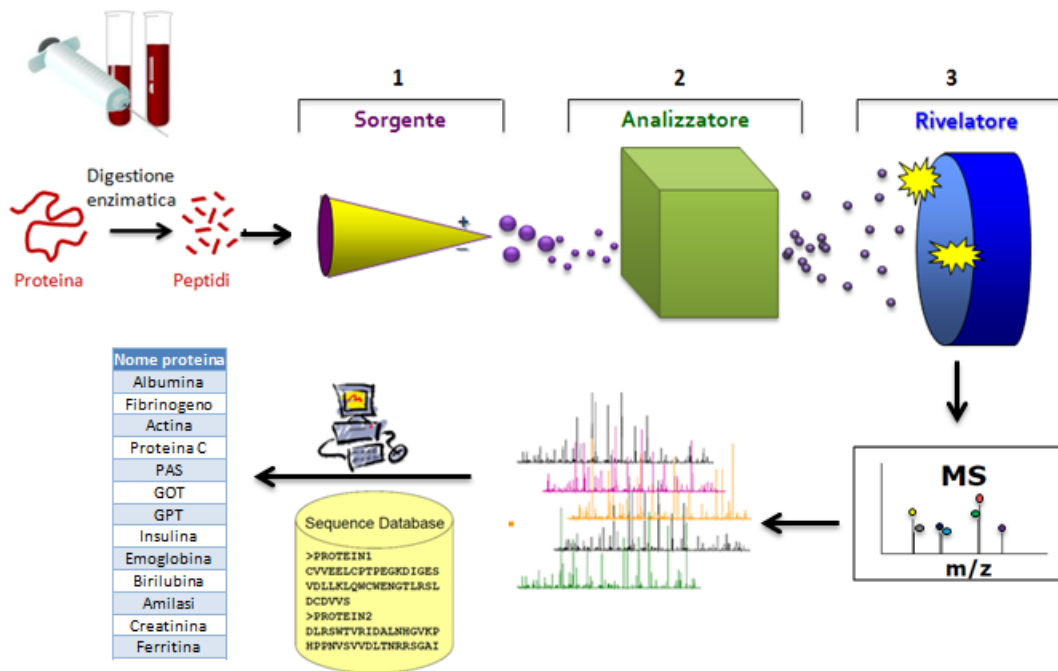 1
2
3
Sorgente
Analizzatore
Rivelatore
Digestione
enzimatica
+
−
Proteina
Peptidi
Nome proteina
Albumina
Fibrinogeno
Actina
Proteina C
PAS
GOT
GPT
Insulina
Emoglobina
Birilubina
Amilasi
Creatinina
Ferritina
Sequence Database
>PROTEIN1
CVVEELCPTPEGKDIGES
VDLLKLQWCWENGTLRSL
DCDVVS
>PROTEIN2
DLRSWTVRIDALNHGVKP
HPPNVSVVDLTNRRSGAI
MS
m/z